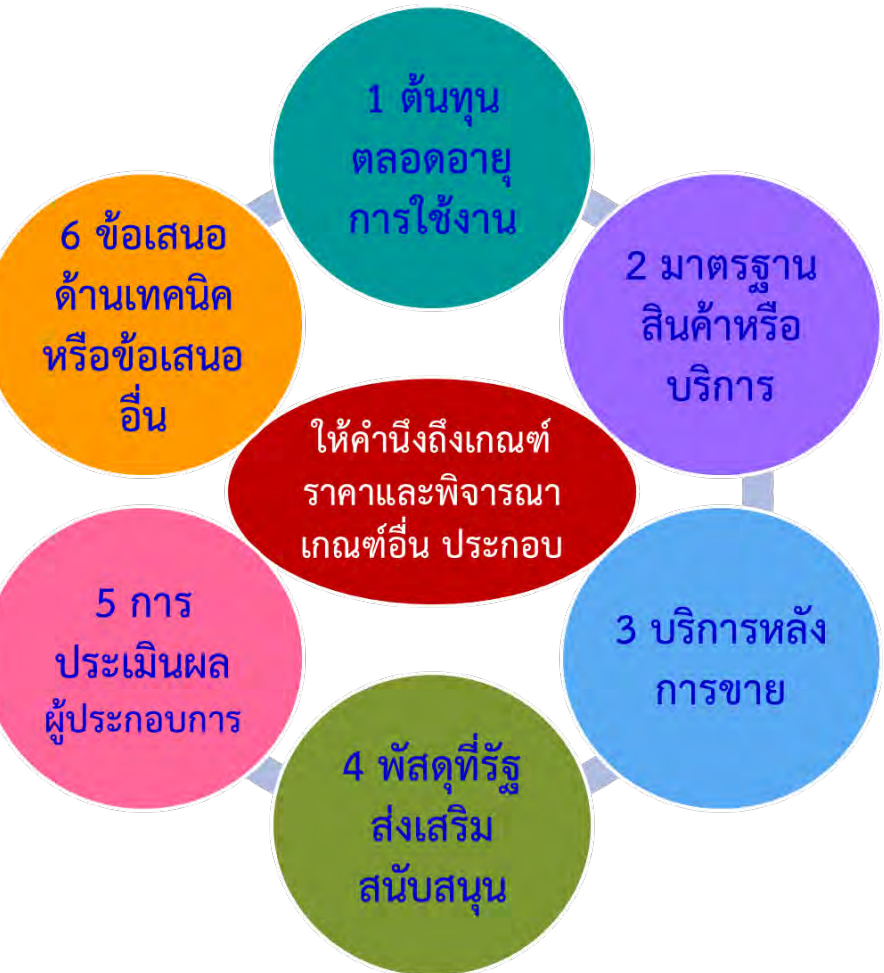 1 ต้นทุน
ตลอดอายุ
การใช้งาน
2 มาตรฐาน
สินค้าหรือ
บริการ
3 บริการหลัง
การขาย
4 พัสดุที่รัฐ
ส่งเสริม
สนับสนุน
5 การ
ประเมินผล
ผู้ประกอบการ
6 ข้อเสนอ
ด้านเทคนิค
หรือข้อเสนอ
อื่น
ให้คำนึงถึงเกณฑ์
ราคาและพิจารณา
เกณฑ์อื่น ประกอบ